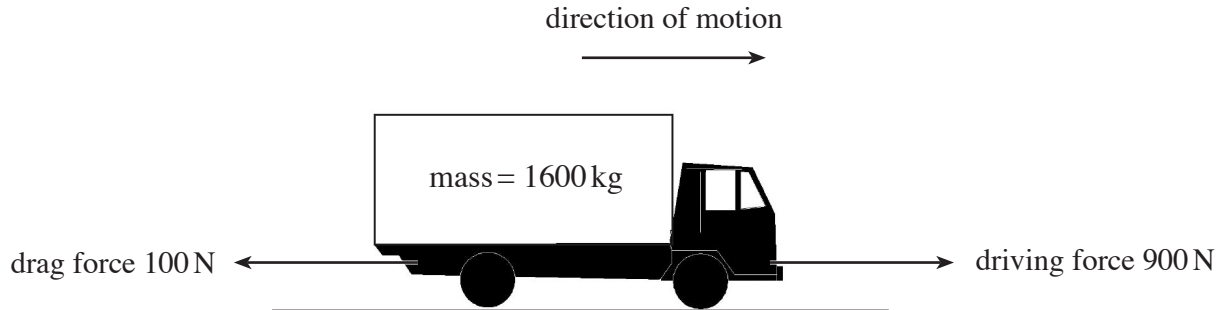 direction of motion
mass = 1600 kg
drag force 100 N
driving force 900 N